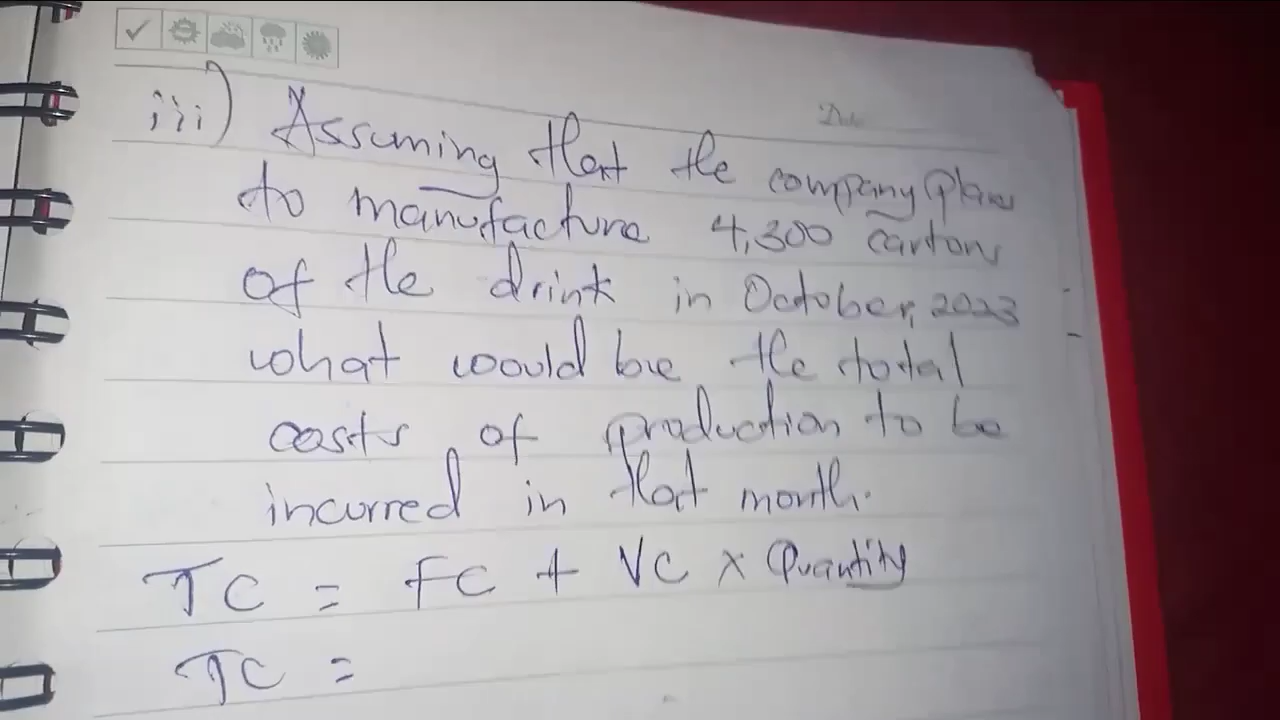 iii) Assuming that the company plans
to manufacture 4,300 cartons
of the drink in October, 2023
what would be the total
costs of production to be
incurred in that month.
TC = FC + VC x Quantity
TC =